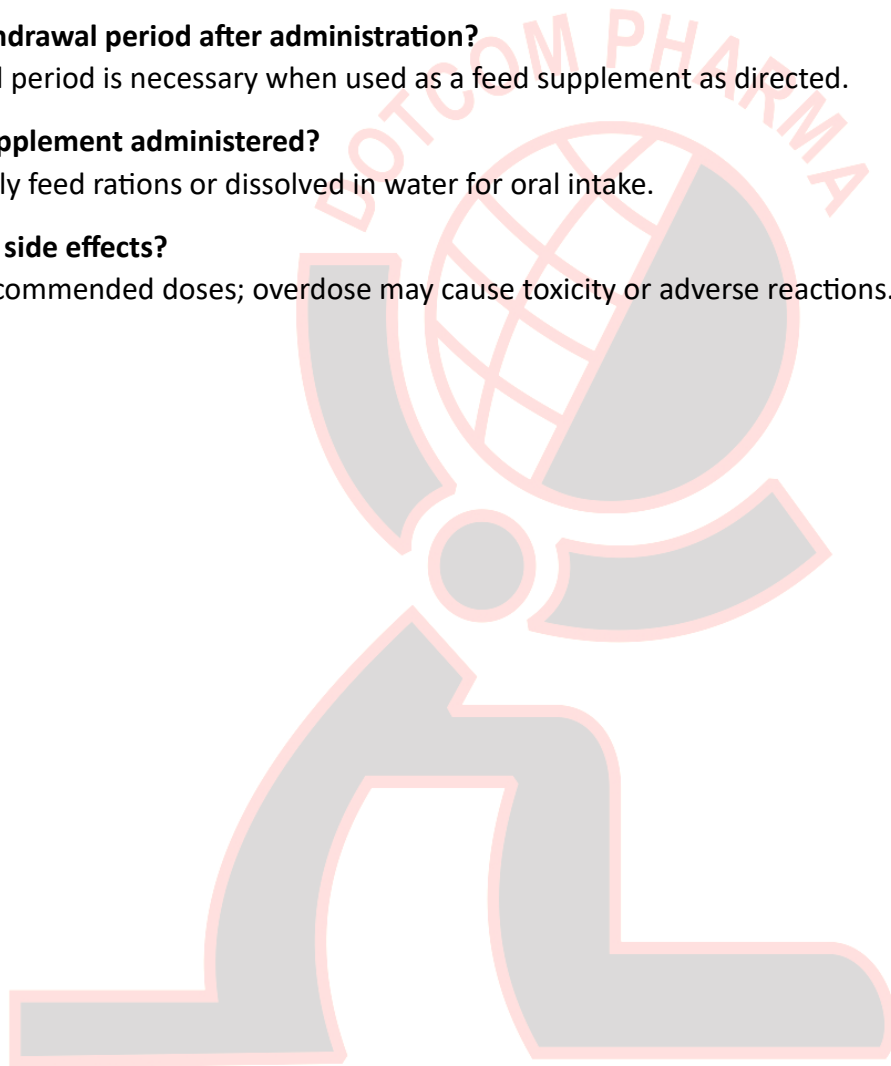 ndrawal period after administration?
l period is necessary when used as a feed supplement as directed.
pplement administered?
ly feed rations or dissolved in water for oral intake.
side effects?
commended doses; overdose may cause toxicity or adverse reactions.
DOTCOM PHARMA